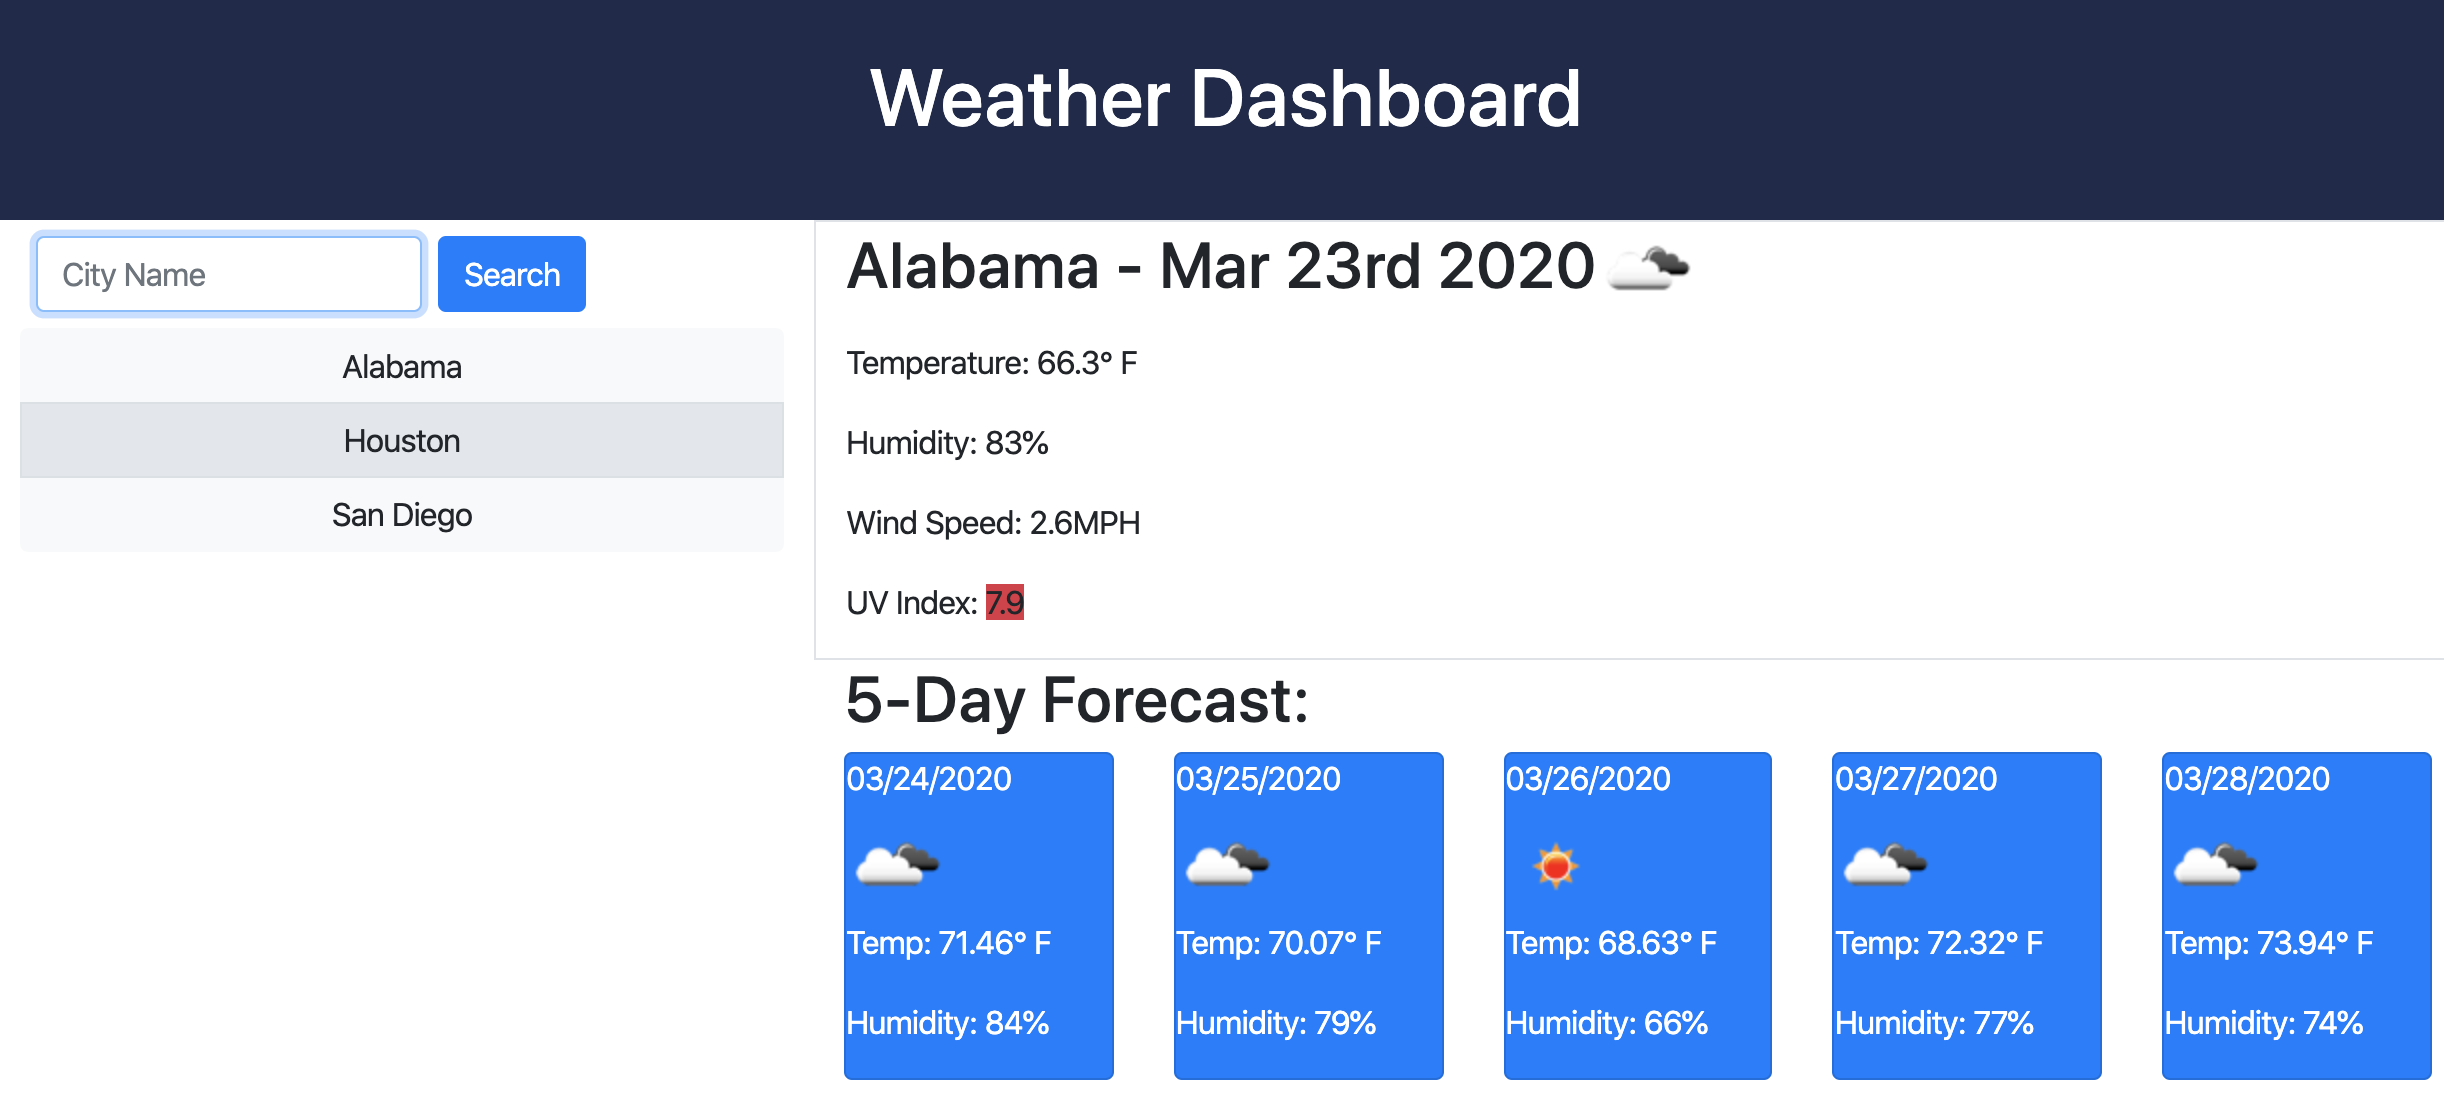 Weather Dashboard
City Name
Search
Alabama
Houston
San Diego
Alabama - Mar 23rd 2020
Temperature: 66.3° F
Humidity: 83%
Wind Speed: 2.6MPH
UV Index: 7.9
5-Day Forecast:
03/24/2020
Temp: 71.46° F
Humidity: 84%
03/25/2020
Temp: 70.07° F
Humidity: 79%
03/26/2020
Temp: 68.63° F
Humidity: 66%
03/27/2020
Temp: 72.32° F
Humidity: 77%
03/28/2020
Temp: 73.94° F
Humidity: 74%